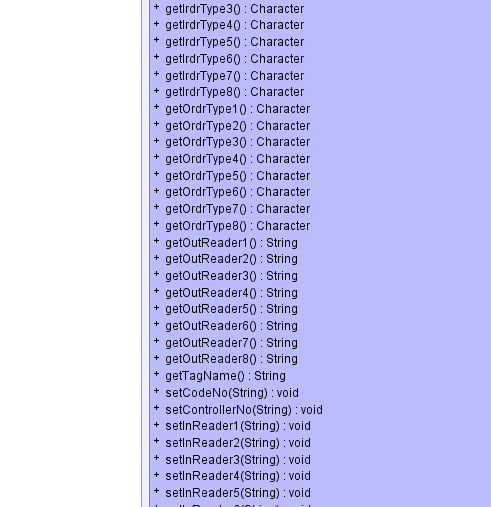 + getIrdrType3() : Character
+ getIrdrType4() : Character
+ getIrdrType5() : Character
+ getIrdrType6() : Character
+ getIrdrType7() : Character
+ getIrdrType8() : Character
+ getOrdrType1() : Character
+ getOrdrType2() : Character
+ getOrdrType3() : Character
+ getOrdrType4() : Character
+ getOrdrType5() : Character
+ getOrdrType6() : Character
+ getOrdrType7() : Character
+ getOrdrType8() : Character
+ getOutReader1() : String
+ getOutReader2() : String
+ getOutReader3() : String
+ getOutReader4() : String
+ getOutReader5() : String
+ getOutReader6() : String
+ getOutReader7() : String
+ getOutReader8() : String
+ getTagName() : String
+ setCodeNo(String) : void
+ setControllerNo(String) : void
+ setInReader1(String) : void
+ setInReader2(String) : void
+ setInReader3(String) : void
+ setInReader4(String) : void
+ setInReader5(String) : void